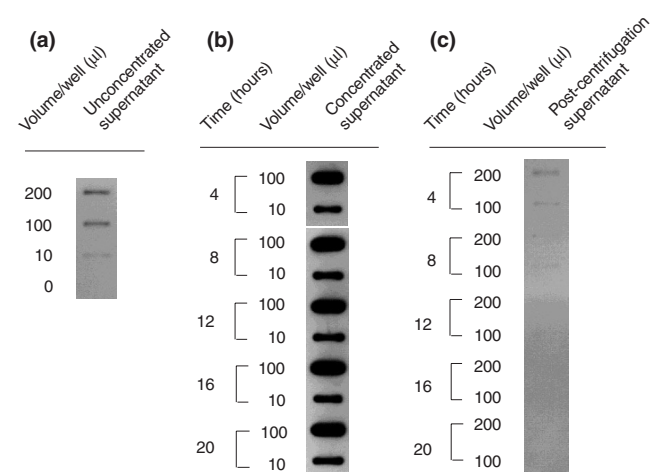 (a)
Volume/well (µl)
Unconcentrated
supernatant
200
100
10
0
(b)
Time (hours)
Volume/well (µl)
Concentrated
supernatant
4
100
10
8
100
10
12
100
10
16
100
10
20
100
10
(c)
Time (hours)
Volume/well (µl)
Post-centrifugation
supernatant
4
200
100
8
200
100
12
200
100
16
200
100
20
200
100